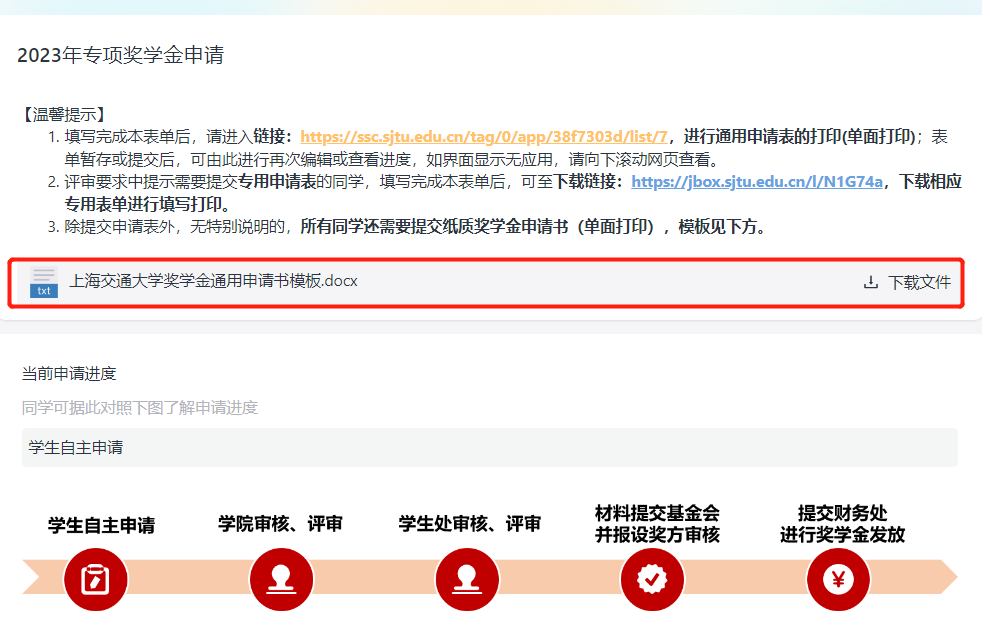 2023年专项奖学金申请
【温馨提示】
1. 填写完成本表单后，请进入链接：https://ssc.sjtu.edu.cn/tag/0/app/38f7303d/list/7，进行通用申请表的打印(单面打印)；表
单暂存或提交后，可由此进行再次编辑或查看进度，如界面显示无应用，请向下滚动网页查看。
2. 评审要求中提示需要提交专用申请表的同学，填写完成本表单后，可至下载链接：https://jbox.sjtu.edu.cn/l/N1G74a，下载相应
专用表单进行填写打印。
3. 除提交申请表外，无特别说明的，所有同学还需要提交纸质奖学金申请书（单面打印），模板见下方。
txt
上海交通大学奖学金通用申请书模板.docx
下载文件
当前申请进度
同学可据此对照下图了解申请进度
学生自主申请
学生自主申请
学院审核、评审
学生处审核、评审
材料提交基金会
并报设奖方审核
提交财务处
进行奖学金发放
¥